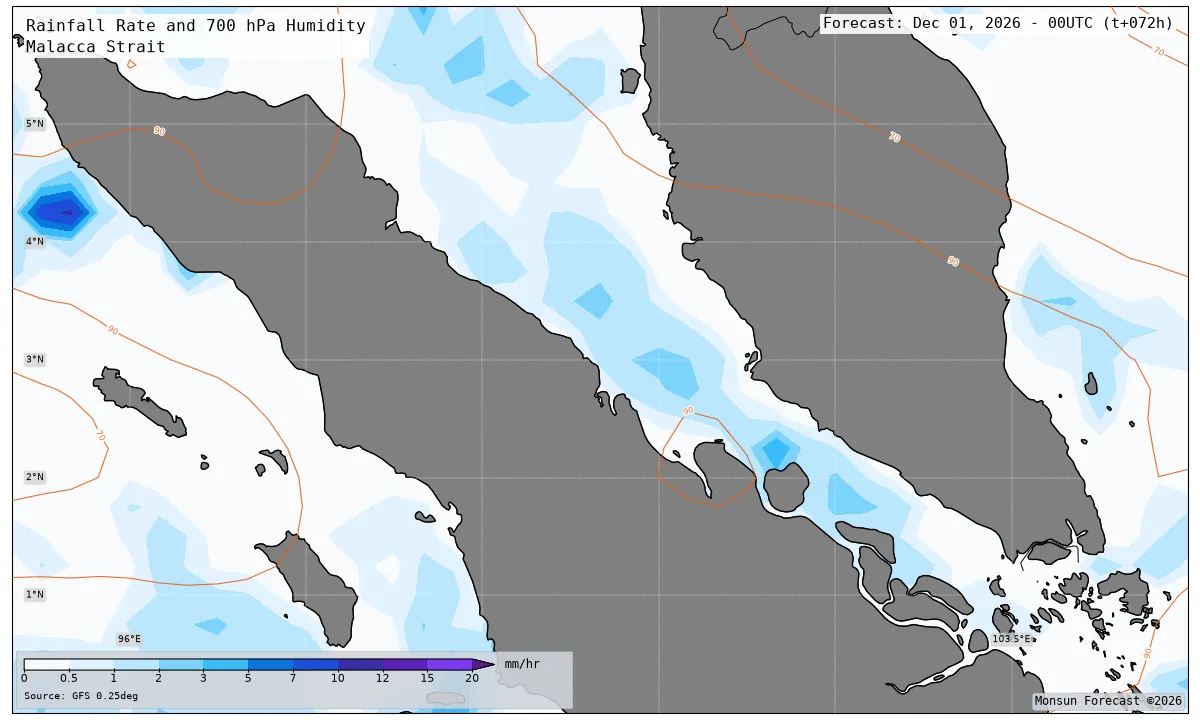 Rainfall Rate and 700 hPa Humidity
Malacca Strait
Forecast: Dec 01, 2026 - 00UTC (t+072h)
70
70
90
5°N
90
4°N
90
3°N
90
70
2°N
1°N
96°E
103.5°E
90
0 0.5 1 2 3 5 7 10 12 15 20 mm/hr
Source: GFS 0.25deg
Monsun Forecast ©2026